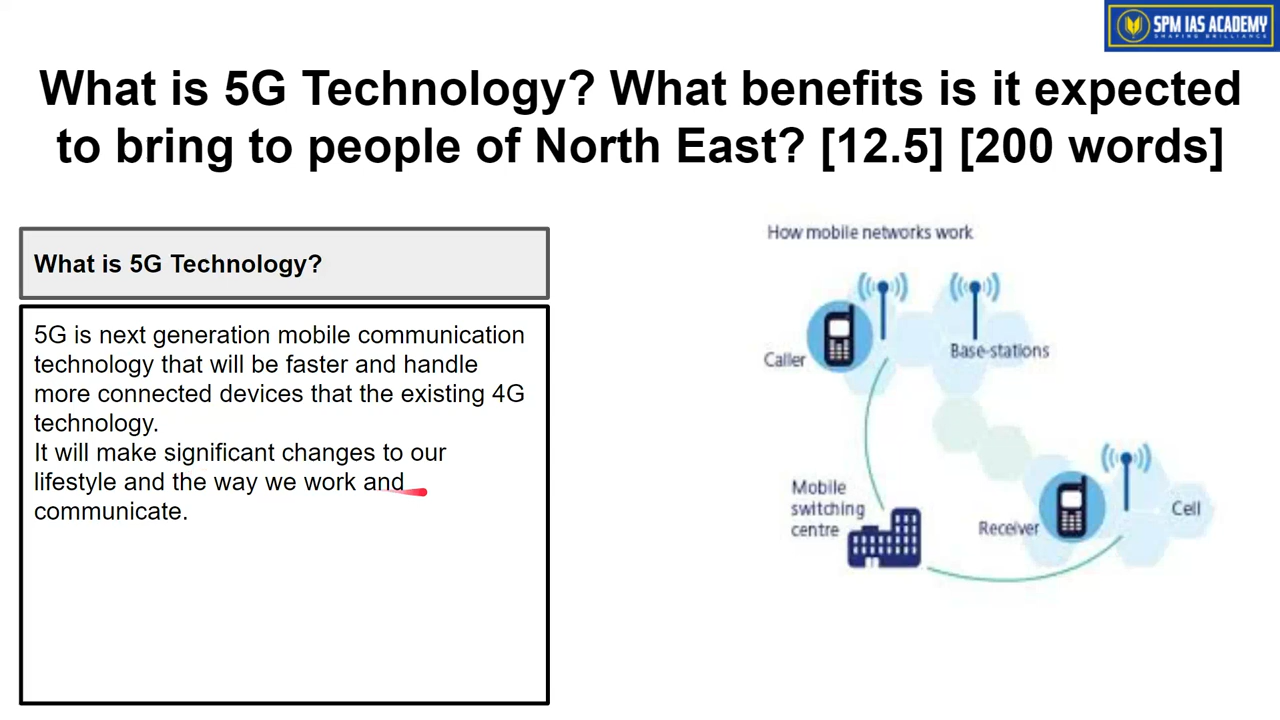 SPM IAS ACADEMY
SHAPING BRILLIANCE
What is 5G Technology? What benefits is it expected
to bring to people of North East? [12.5] [200 words]
What is 5G Technology?
5G is next generation mobile communication
technology that will be faster and handle
more connected devices that the existing 4G
technology.
It will make significant changes to our
lifestyle and the way we work and
communicate.
How mobile networks work
Caller
Base-stations
Mobile
switching
centre
Receiver
Cell